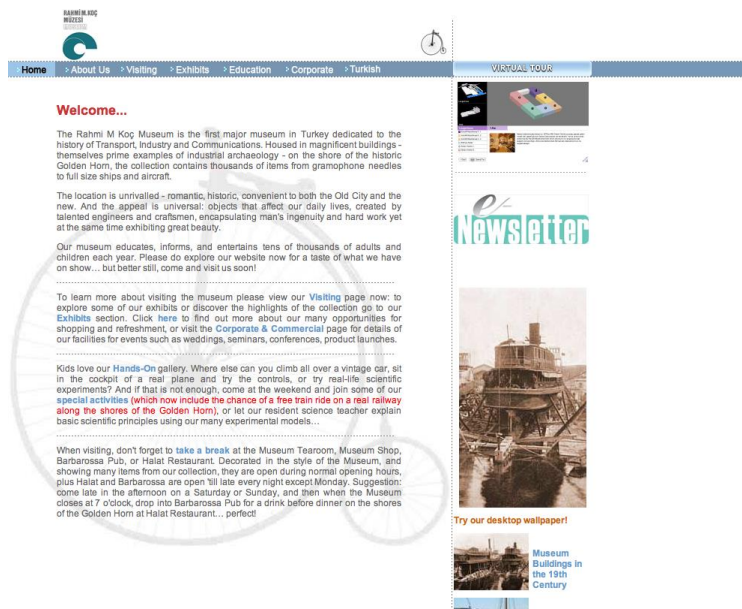 RAHMİ M. KOÇ
MÜZESİ
> Home > About Us > Visiting > Exhibits > Education > Corporate > Turkish
VIRTUAL TOUR
Welcome...
The Rahmi M Koç Museum is the first major museum in Turkey dedicated to the
history of Transport, Industry and Communications. Housed in magnificent buildings -
themselves prime examples of industrial archaeology - on the shore of the historic
Golden Horn, the collection contains thousands of items from gramophone needles
to full size ships and aircraft.
The location is unrivalled - romantic, historic, convenient to both the Old City and the
new. And the appeal is universal: objects that affect our daily lives, created by
talented engineers and craftsmen, encapsulating man's ingenuity and hard work yet
at the same time exhibiting great beauty.
Our museum educates, informs, and entertains tens of thousands of adults and
children each year. Please do explore our website now for a taste of what we have
on show… but better still, come and visit us soon!
To learn more about visiting the museum please view our Visiting page now: to
explore some of our exhibits or discover the highlights of the collection go to our
Exhibits section. Click here to find out more about our many opportunities for
shopping and refreshment, or visit the Corporate & Commercial page for details of
our facilities for events such as weddings, seminars, conferences, product launches.
Kids love our Hands-On gallery. Where else can you climb all over a vintage car, sit
in the cockpit of a real plane and try the controls, or try real-life scientific
experiments? And if that is not enough, come at the weekend and join some of our
special activities (which now include the chance of a free train ride on a real railway
along the shores of the Golden Horn), or let our resident science teacher explain
basic scientific principles using our many experimental models…
When visiting, don't forget to take a break at the Museum Tearoom, Museum Shop,
Barbarossa Pub, or Halat Restaurant. Decorated in the style of the Museum, and
showing many items from our collection, they are open during normal opening hours,
plus Halat and Barbarossa are open 'till late every night except Monday. Suggestion:
come late in the afternoon on a Saturday or Sunday, and then when the Museum
closes at 7 o'clock, drop into Barbarossa Pub for a drink before dinner on the shores
of the Golden Horn at Halat Restaurant… perfect!
e
Newsletter
Try our desktop wallpaper!
Museum
Buildings in
the 19th
Century